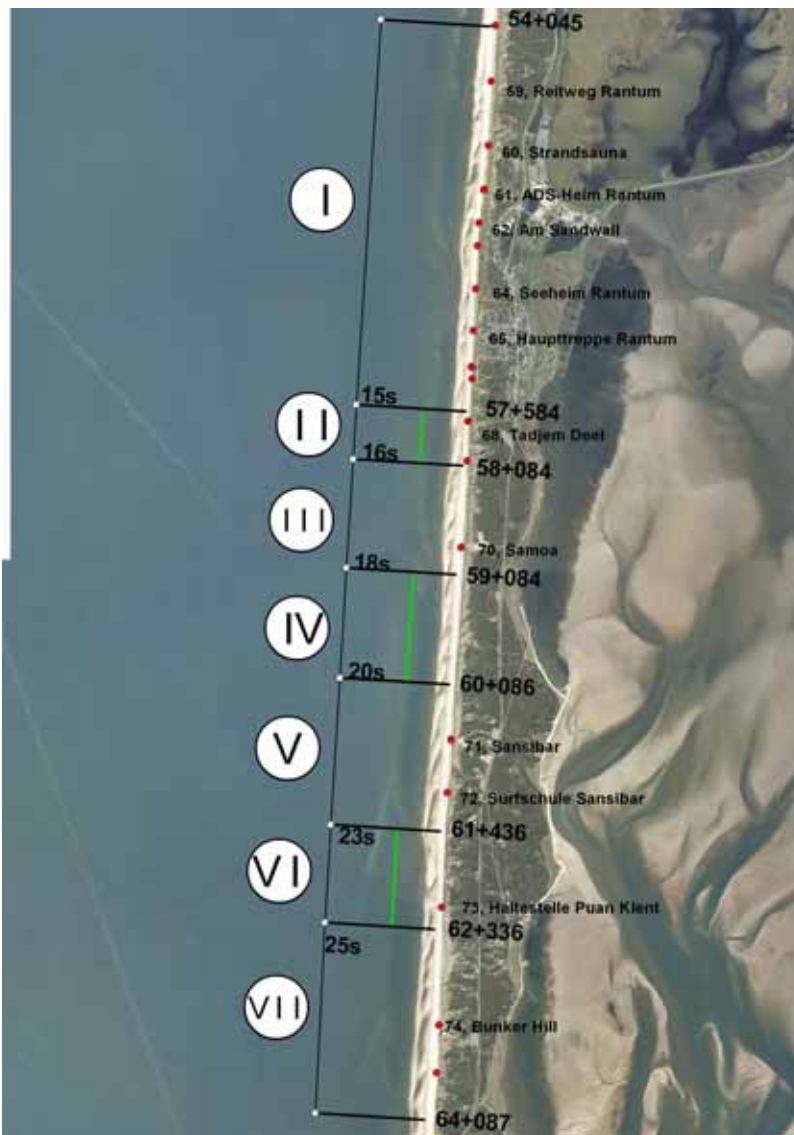 54+045
59, Reitweg Rantum
60, Strandsauna
61, ADS-Heim Rantum
I
62, Am Sandwall
64, Seeheim Rantum
65, Haupttreppe Rantum
15s
57+584
II
68, Tadjem Deel
16s
58+084
III
70, Samoa
18s
59+084
IV
20s
60+086
71, Sansibar
V
72, Surfschule Sansibar
23s
61+436
VI
73, Haltestelle Puan Klent
62+336
25s
VII
74, Bunker Hill
64+087